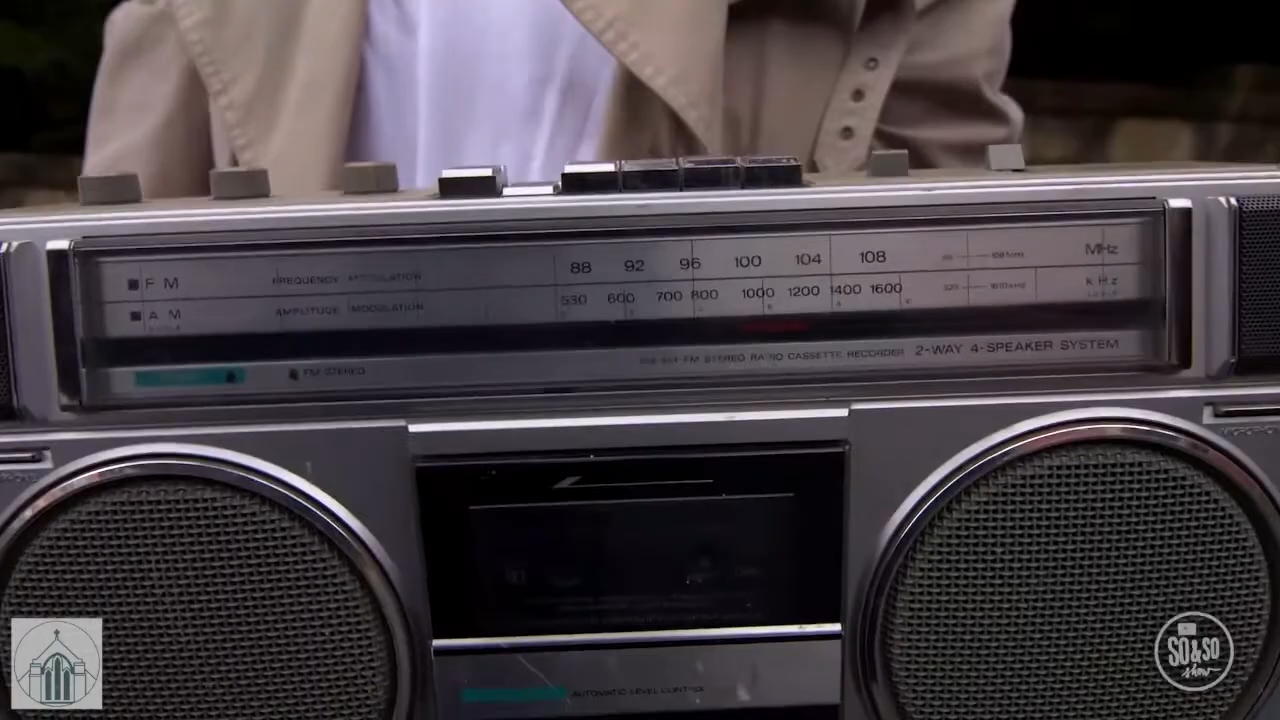 FM FREQUENCY MODULATION 88 92 96 100 104 108 MHz
AM AMPLITUDE MODULATION 530 600 700 800 1000 1200 1400 1600 kHz
FM STEREO
FM STEREO RADIO CASSETTE RECORDER 2-WAY 4-SPEAKER SYSTEM
AUTOMATIC LEVEL CONTROL
SO&SO
show